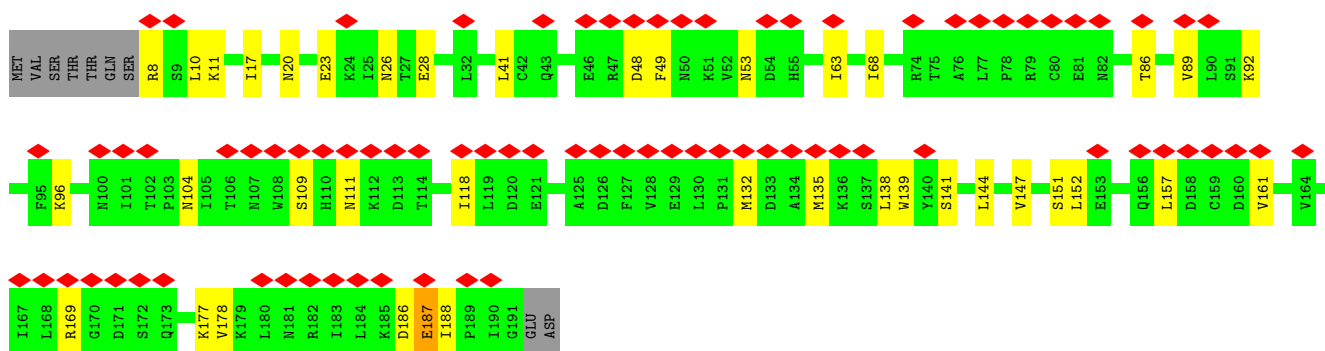 MET VAL SER THR THR GLN SER R8 S9 L10 K11 I17 N20 E23 K24 I25 N26 T27 E28 L32 L41 C42 Q43 E46 R47 D48 F49 N50 K51 V52 N53 D54 H55 I63 I68 R74 T75 A76 L77 P78 R79 C80 E81 N82 T86 V89 L90 S91 K92
F95 K96 N100 I101 T102 P103 N104 I105 T106 N107 W108 S109 H110 N111 K112 D113 T114 I118 L119 D120 E121 A125 D126 F127 V128 E129 L130 P131 M132 D133 A134 M135 K136 S137 L138 W139 Y140 S141 L144 V147 S151 L152 E153 Q156 L157 D158 C159 D160 V161 V164
I167 L168 R169 G170 D171 S172 Q173 K177 V178 K179 L180 N181 R182 I183 L184 K185 D186 E187 I188 P189 I190 G191 GLU ASP